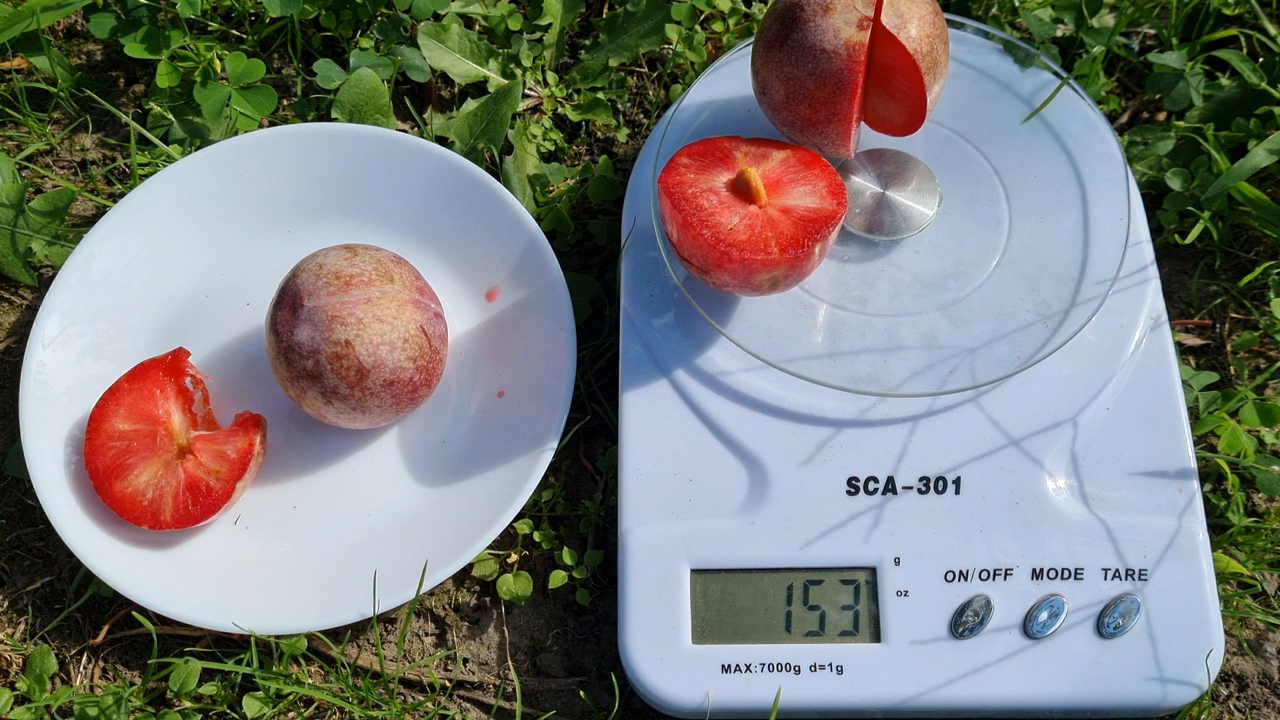 SCA-301
g
ON/OFF MODE TARE
oz
153
MAX:7000g d=1g